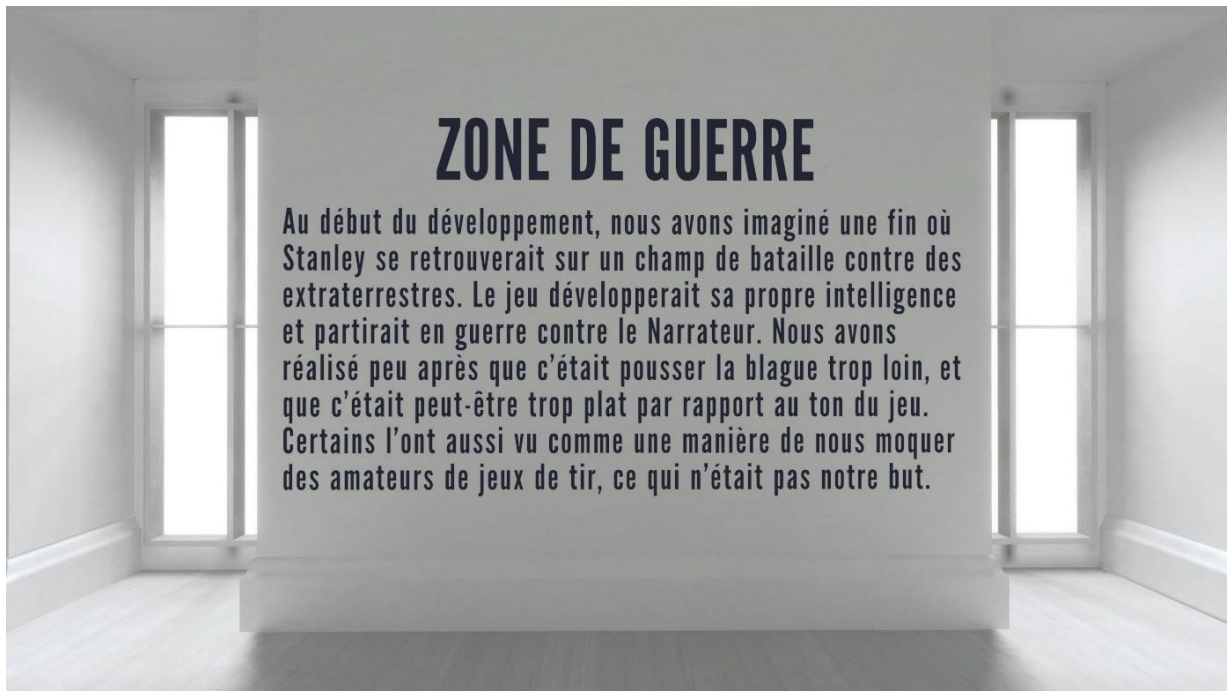 ZONE DE GUERRE
Au début du développement, nous avons imaginé une fin où
Stanley se retrouverait sur un champ de bataille contre des
extraterrestres. Le jeu développerait sa propre intelligence
et partirait en guerre contre le Narrateur. Nous avons
réalisé peu après que c’était pousser la blague trop loin, et
que c’était peut-être trop plat par rapport au ton du jeu.
Certains l’ont aussi vu comme une manière de nous moquer
des amateurs de jeux de tir, ce qui n’était pas notre but.